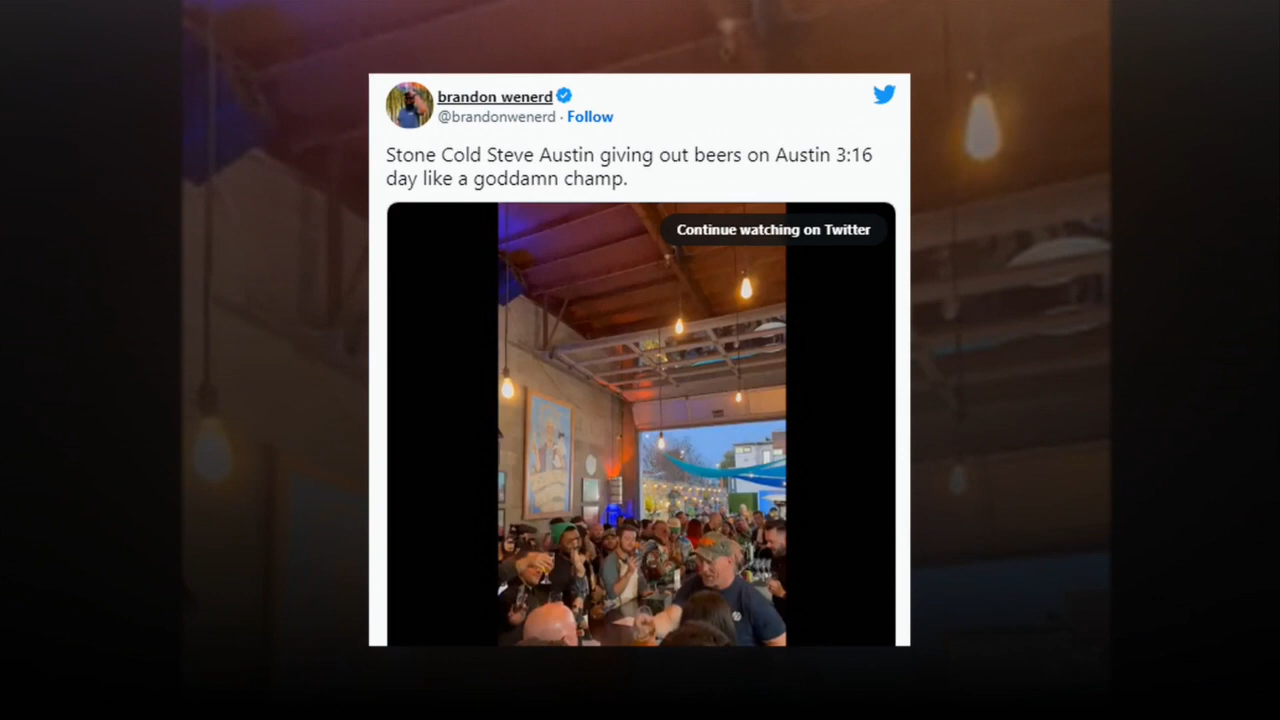 brandon wenerd
@brandonwenerd · Follow
Stone Cold Steve Austin giving out beers on Austin 3:16
day like a goddamn champ.
Continue watching on Twitter